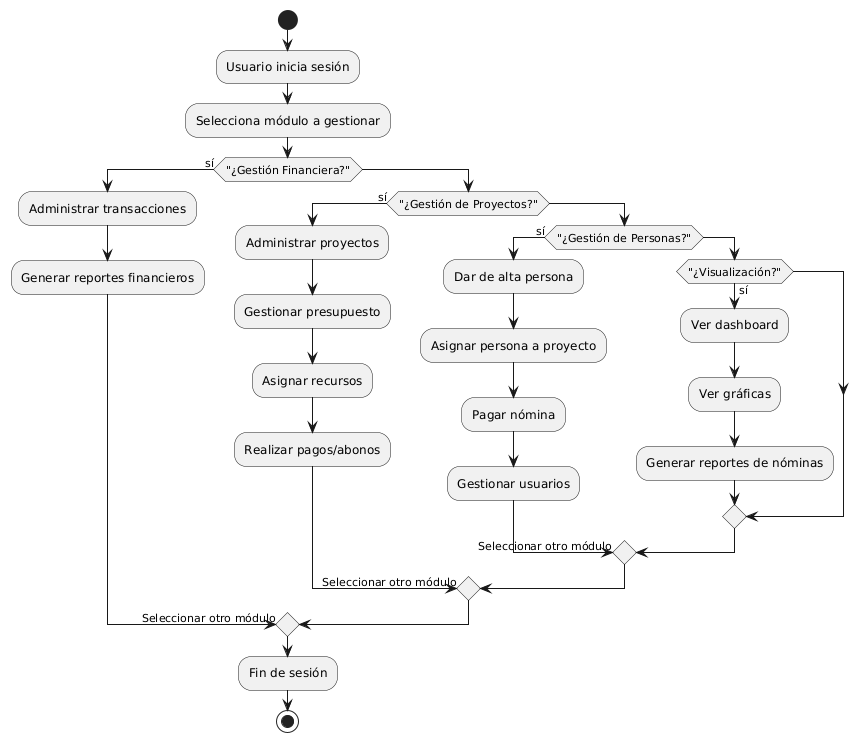 Usuario inicia sesión
Selecciona módulo a gestionar
sí
"¿Gestión Financiera?"
Administrar transacciones
Generar reportes financieros
sí
"¿Gestión de Proyectos?"
Administrar proyectos
Gestionar presupuesto
Asignar recursos
Realizar pagos/abonos
sí
"¿Gestión de Personas?"
Dar de alta persona
Asignar persona a proyecto
Pagar nómina
Gestionar usuarios
"¿Visualización?"
sí
Ver dashboard
Ver gráficas
Generar reportes de nóminas
Seleccionar otro módulo
Seleccionar otro módulo
Seleccionar otro módulo
Fin de sesión